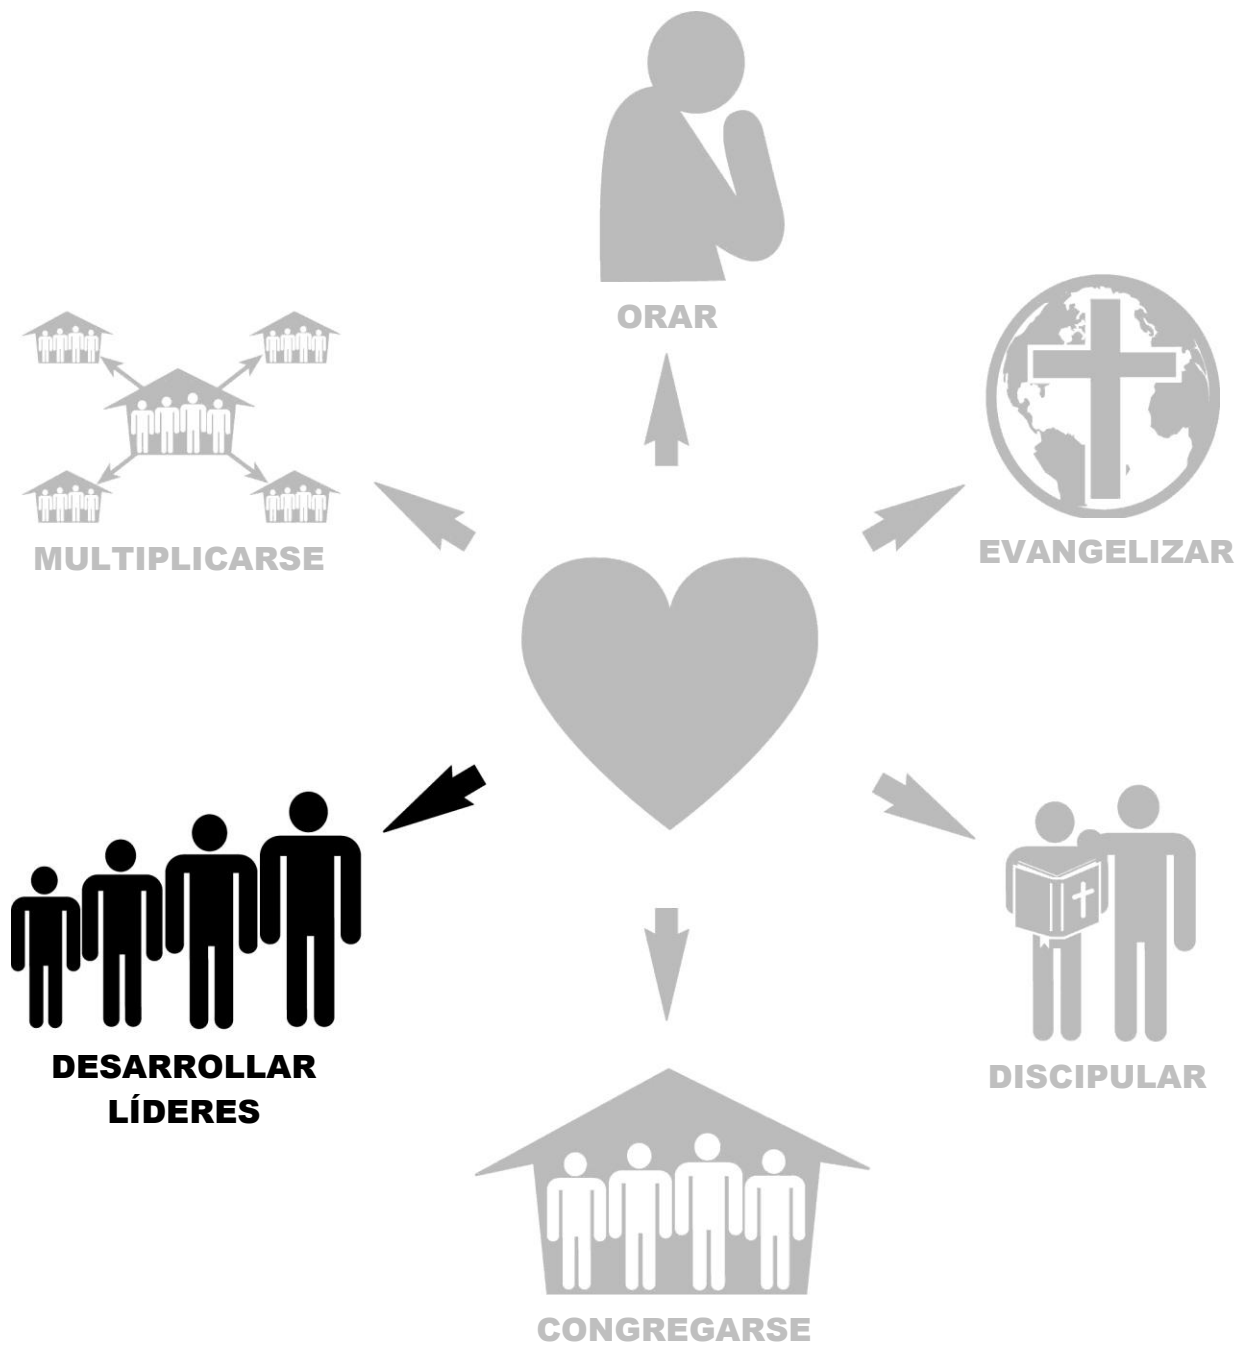 ORAR
EVANGELIZAR
MULTIPLICARSE
DESARROLLAR
LÍDERES
DISCIPULAR
CONGREGARSE